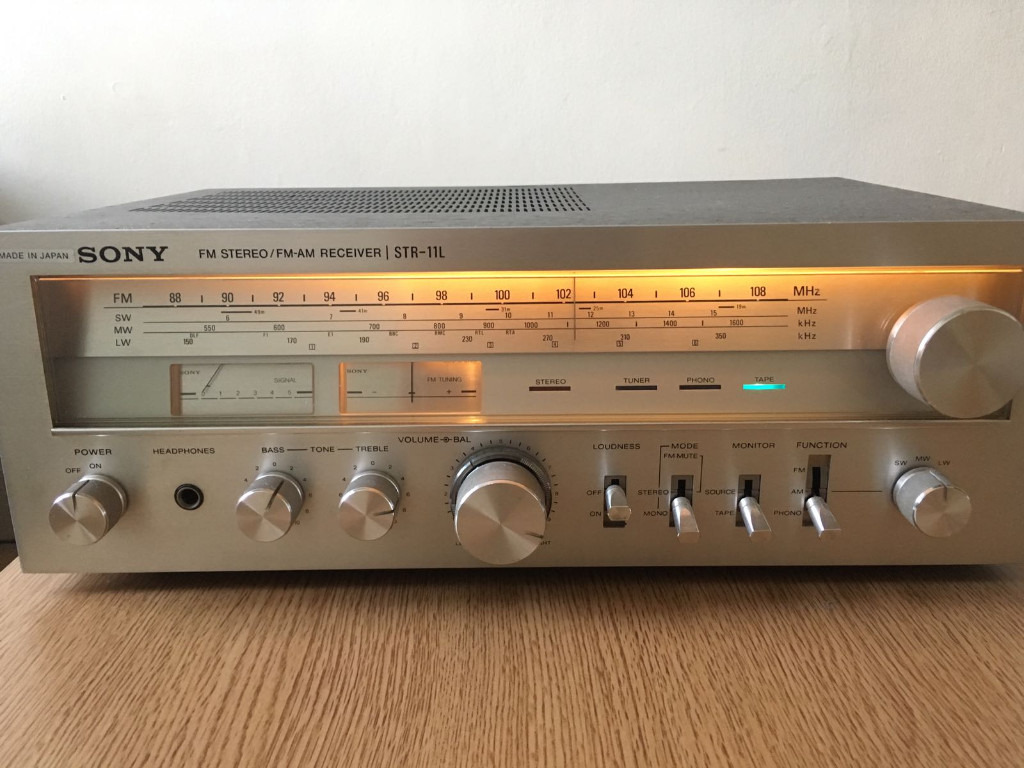 MADE IN JAPAN SONY FM STEREO/FM-AM RECEIVER STR-11L
FM 88 90 92 94 96 98 100 102 104 106 108 MHz
49m 41m 31m 25m 19m
SW 6 7 8 9 10 11 12 13 14 15 MHz
MW 550 600 700 800 900 1000 1200 1400 1600 kHz
LW 150 170 190 230 270 310 350 kHz
SONY SIGNAL
1 2 3 4 5
SONY FM TUNING
- +
STEREO TUNER PHONO TAPE
POWER
OFF ON
HEADPHONES
BASS TONE TREBLE
VOLUME BAL
LOUDNESS
OFF
ON
MODE
FM-MUTE
STEREO
MONO
MONITOR
SOURCE
TAPE
FUNCTION
FM
AM
PHONO
SW MW LW